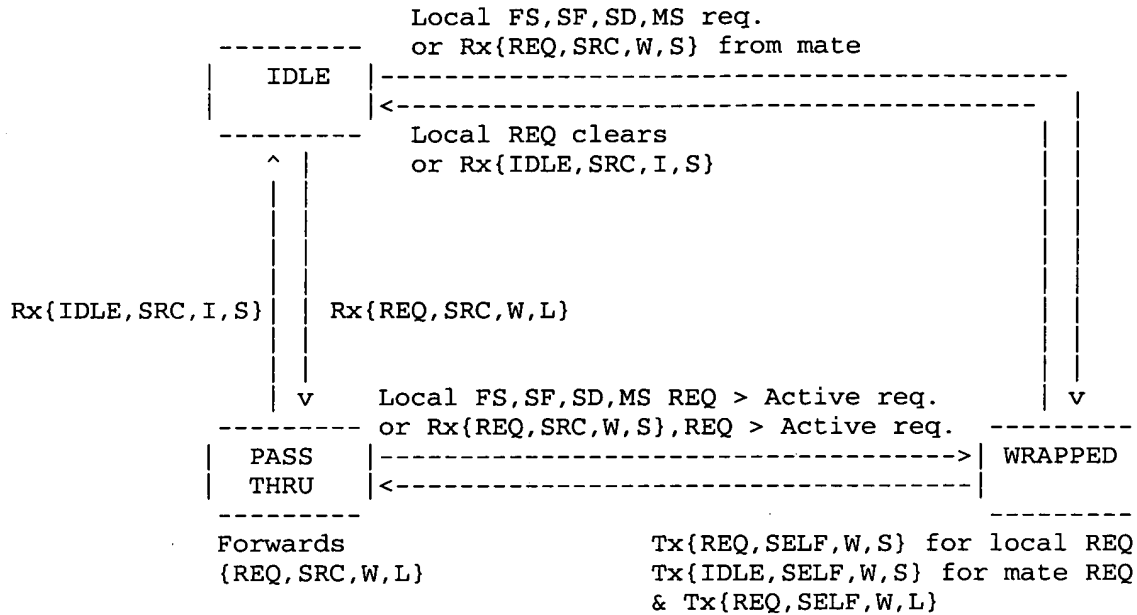 Local FS,SF,SD,MS req.
or Rx{REQ,SRC,W,S} from mate
IDLE
Local REQ clears
or Rx{IDLE,SRC,I,S}
Rx{IDLE,SRC,I,S}
Rx{REQ,SRC,W,L}
Local FS,SF,SD,MS REQ > Active req.
or Rx{REQ,SRC,W,S},REQ > Active req.
PASS
THRU
WRAPPED
Forwards
{REQ,SRC,W,L}
Tx{REQ,SELF,W,S} for local REQ
Tx{IDLE,SELF,W,S} for mate REQ
& Tx{REQ,SELF,W,L}